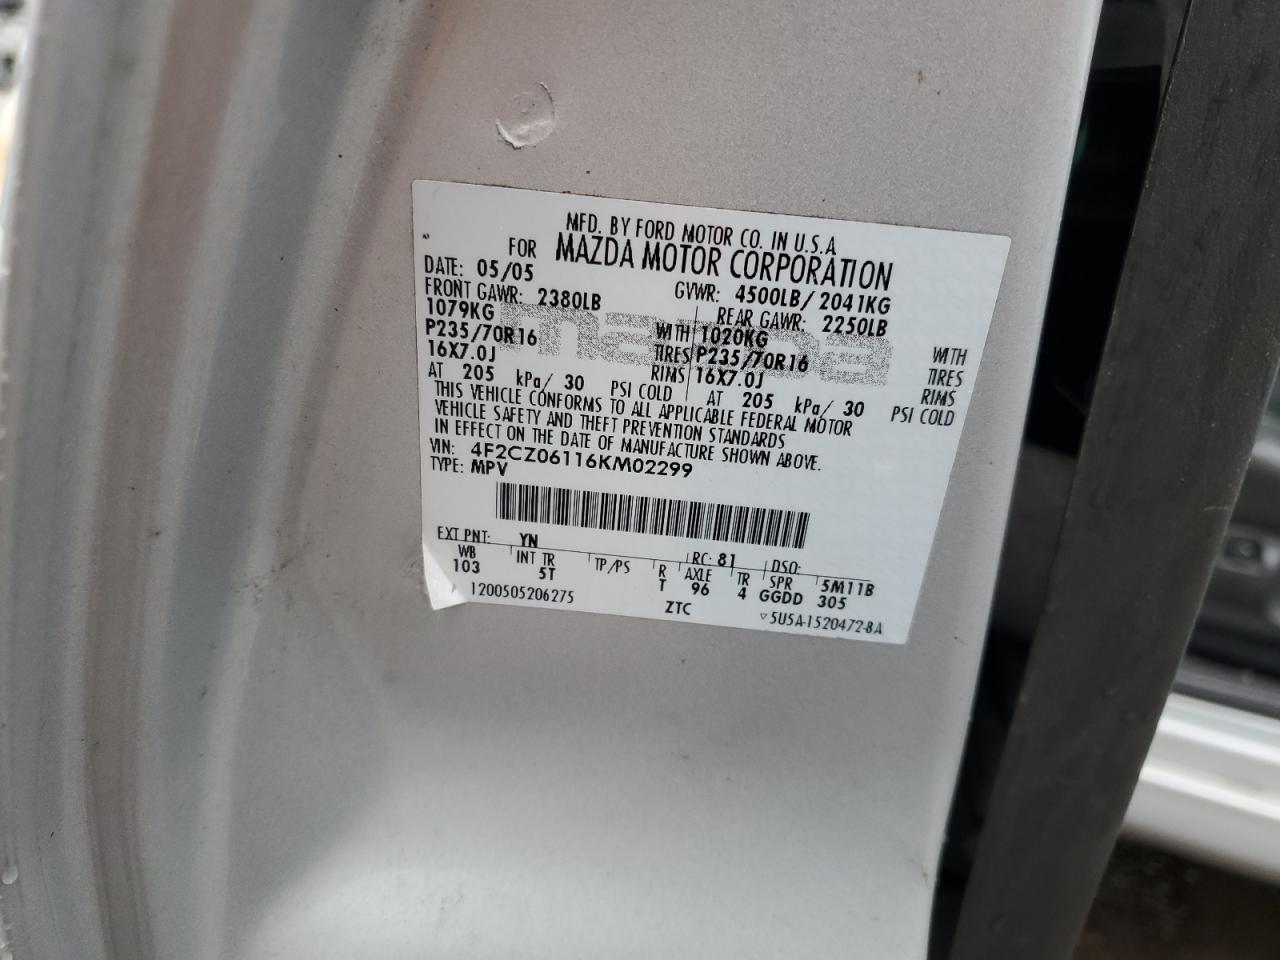 MFD. BY FORD MOTOR CO. IN U.S.A.
FOR MAZDA MOTOR CORPORATION
DATE: 05/05 GVWR: 4500LB/ 2041KG
FRONT GAWR: 2380LB REAR GAWR: 2250LB
1079KG WITH 1020KG WITH
P235/70R16 TIRES P235/70R16 TIRES
16X7.0J RIMS 16X7.0J RIMS
AT 205 kPa/ 30 PSI COLD AT 205 kPa/ 30 PSI COLD
THIS VEHICLE CONFORMS TO ALL APPLICABLE FEDERAL MOTOR
VEHICLE SAFETY AND THEFT PREVENTION STANDARDS
IN EFFECT ON THE DATE OF MANUFACTURE SHOWN ABOVE.
VIN: 4F2CZ06116KM02299
TYPE: MPV
mazda
EXT PNT: YN RC: 81 DSO:
WB INT TR TP/PS R AXLE TR SPR 5M11B
103 5T T 96 4 GGDD 305
1200505206275 ZTC ▽5U5A-1520472-BA